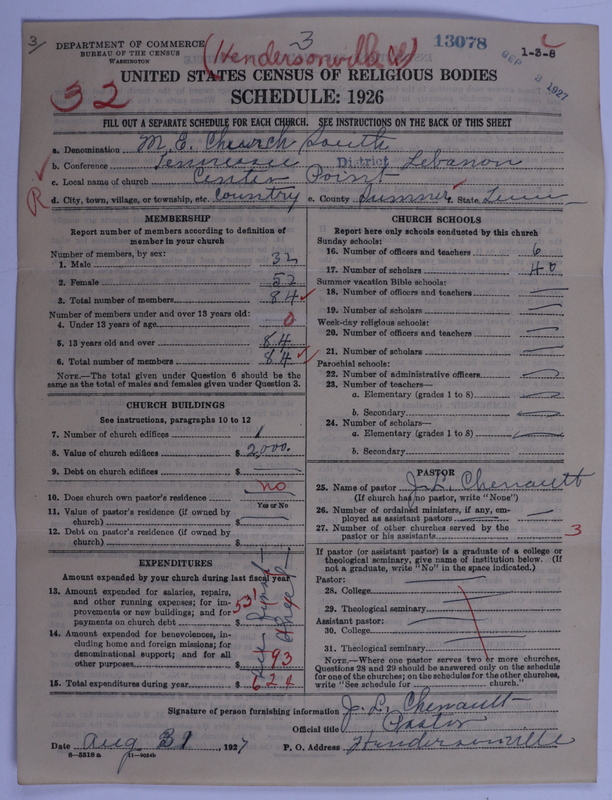 3
DEPARTMENT OF COMMERCE
BUREAU OF THE CENSUS
WASHINGTON
3
(Hendersonville)
13078
1-3-8
SEP 8 1927
UNITED STATES CENSUS OF RELIGIOUS BODIES
32
SCHEDULE: 1926
FILL OUT A SEPARATE SCHEDULE FOR EACH CHURCH. SEE INSTRUCTIONS ON THE BACK OF THIS SHEET
a. Denomination M. E. Church South
b. Conference Tennessee District Lebanon
c. Local name of church Center Point
R
d. City, town, village, or township, etc. Country e. County Sumner f. State Tenn
MEMBERSHIP
Report number of members according to definition of
member in your church
Number of members, by sex:
1. Male 32
2. Female 52
3. Total number of members 84
Number of members under and over 13 years old:
4. Under 13 years of age 0
5. 13 years old and over 84
6. Total number of members 84
NOTE.—The total given under Question 6 should be the
same as the total of males and females given under Question 3.
CHURCH BUILDINGS
See instructions, paragraphs 10 to 12
7. Number of church edifices 1
8. Value of church edifices $ 2,000.
9. Debt on church edifices $
10. Does church own pastor's residence no
Yes or No
11. Value of pastor's residence (if owned by
church) $
12. Debt on pastor's residence (if owned by
church) $
EXPENDITURES
Amount expended by your church during last fiscal year
13. Amount expended for salaries, repairs,
and other running expenses; for im-
provements or new buildings; and for
payments on church debt $
14. Amount expended for benevolences, in-
cluding home and foreign missions; for
denominational support; and for all
other purposes $ 93
15. Total expenditures during year $ 624
CHURCH SCHOOLS
Report here only schools conducted by this church
Sunday schools:
16. Number of officers and teachers 6
17. Number of scholars 40
Summer vacation Bible schools:
18. Number of officers and teachers
19. Number of scholars
Week-day religious schools:
20. Number of officers and teachers
21. Number of scholars
Parochial schools:
22. Number of administrative officers
23. Number of teachers—
a. Elementary (grades 1 to 8)
b. Secondary
24. Number of scholars—
a. Elementary (grades 1 to 8)
b. Secondary
PASTOR
25. Name of pastor J. L. Chenault
(If church has no pastor, write "None")
26. Number of ordained ministers, if any, em-
ployed as assistant pastors
27. Number of other churches served by the
pastor or his assistants 3
If pastor (or assistant pastor) is a graduate of a college or
theological seminary, give name of institution below. (If
not a graduate, write "No" in the space indicated.)
Pastor:
28. College
29. Theological seminary
Assistant pastor:
30. College
31. Theological seminary
NOTE.—Where one pastor serves two or more churches,
Questions 28 and 29 should be answered only on the schedule
for one of the churches; on the schedules for the other churches,
write "See schedule for church."
Signature of person furnishing information J. L. Chenault
Official title Pastor
Date Aug. 31, 1927 P. O. Address Hendersonville
8—5518a 11—9054b